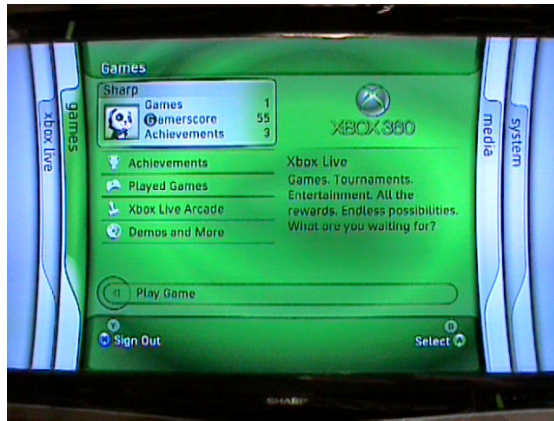 Games
Sharp
Games 1
Gamerscore 55
Achievements 3
XBOX 360
xbox live
games
media
system
Achievements
Played Games
Xbox Live Arcade
Demos and More
Xbox Live
Games. Tournaments.
Entertainment. All the
rewards. Endless possibilities.
What are you waiting for?
Play Game
Y
X Sign Out
B
Select A
SHARP